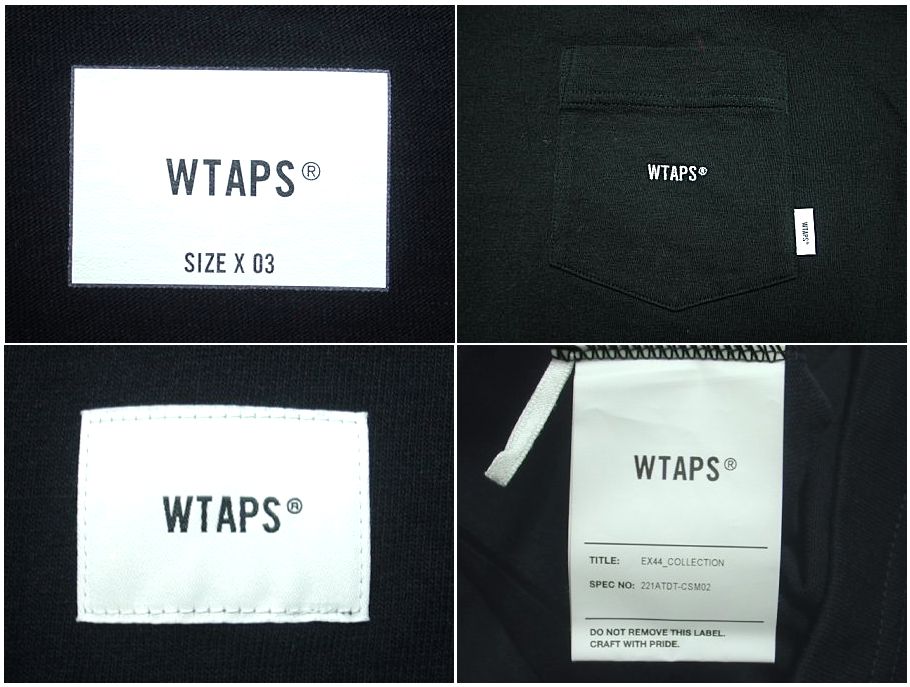 WTAPS®
SIZE X 03
WTAPS®
WTAPS®
WTAPS®
WTAPS®
TITLE: EX44_COLLECTION
SPEC NO: 221ATDT-CSM02
DO NOT REMOVE THIS LABEL.
CRAFT WITH PRIDE.